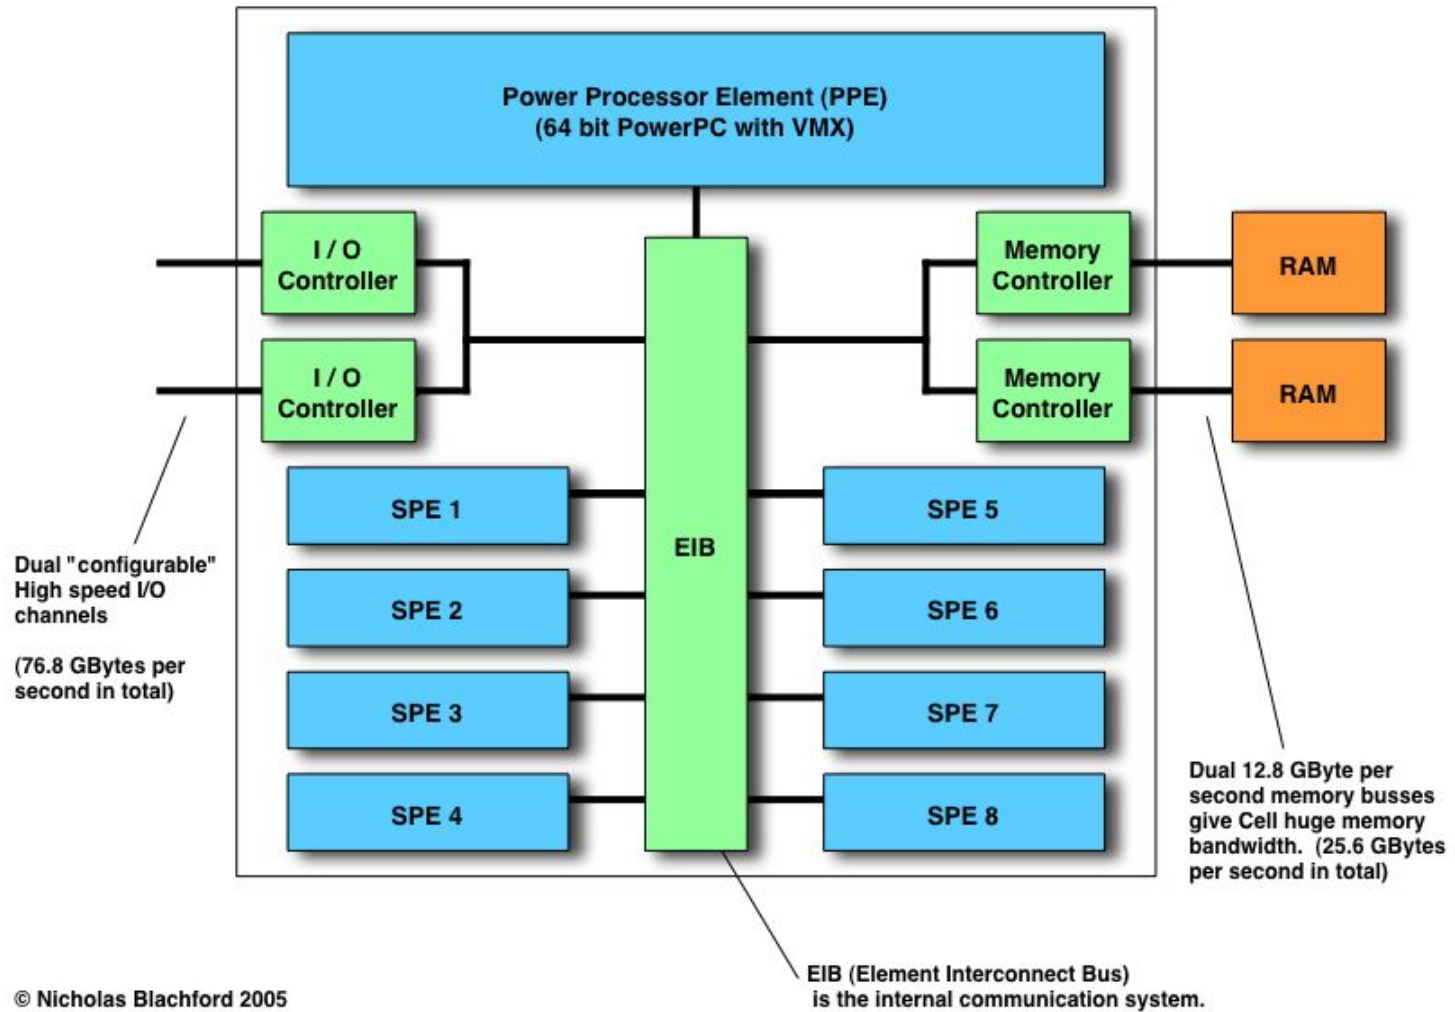 Power Processor Element (PPE)
(64 bit PowerPC with VMX)
I / O
Controller
Memory
Controller
RAM
I / O
Controller
Memory
Controller
RAM
SPE 1
SPE 5
EIB
SPE 2
SPE 6
SPE 3
SPE 7
SPE 4
SPE 8
Dual "configurable"
High speed I/O
channels
(76.8 GBytes per
second in total)
Dual 12.8 GByte per
second memory busses
give Cell huge memory
bandwidth.  (25.6 GBytes
per second in total)
EIB (Element Interconnect Bus)
is the internal communication system.
© Nicholas Blachford 2005